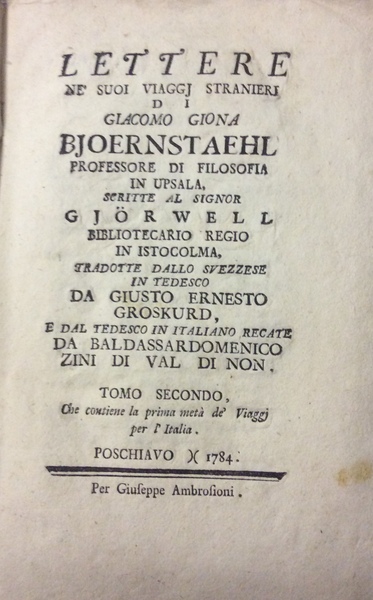 LETTERE
NE' SUOI VIAGGJ STRANIERI
DI
GIACOMO GIONA
BJOERNSTAEHL
PROFESSORE DI FILOSOFIA
IN UPSALA,
SCRITTE AL SIGNOR
GJÖRWELL
BIBLIOTECARIO REGIO
IN ISTOCOLMA,
TRADOTTE DALLO SVEZZESE
IN TEDESCO
DA GIUSTO ERNESTO
GROSKURD,
E DAL TEDESCO IN ITALIANO RECATE
DA BALDASSARDOMENICO
ZINI DI VAL DI NON.
TOMO SECONDO,
Che contiene la prima metà de' Viaggj
per l'Italia.
POSCHIAVO )( 1784.
Per Giuseppe Ambrosioni.